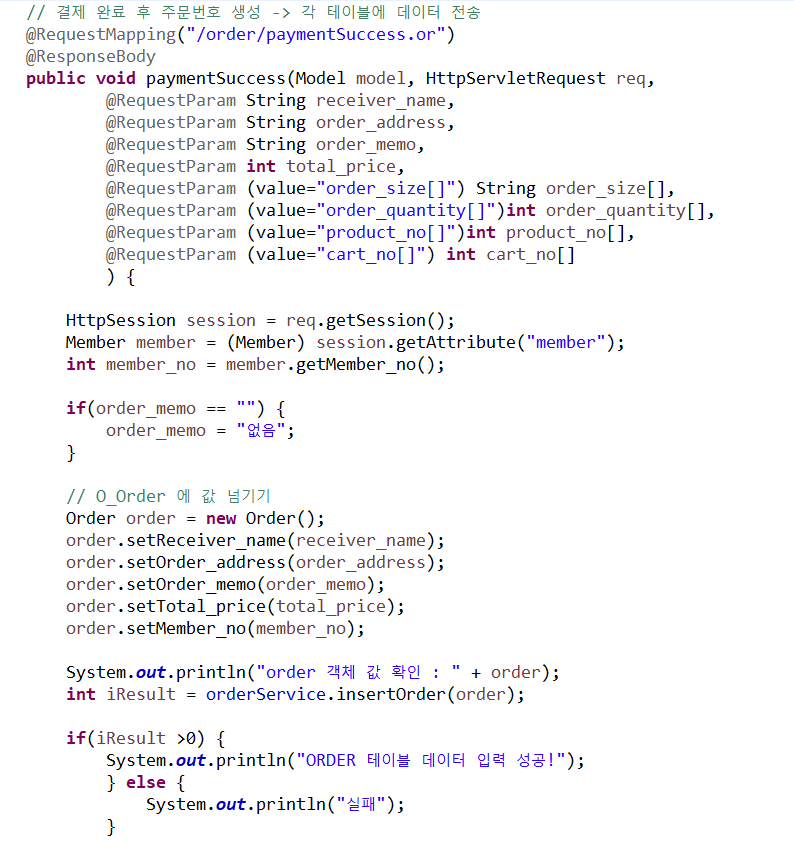 // 결제 완료 후 주문번호 생성 -> 각 테이블에 데이터 전송
@RequestMapping("/order/paymentSuccess.or")
@ResponseBody
public void paymentSuccess(Model model, HttpServletRequest req,
        @RequestParam String receiver_name,
        @RequestParam String order_address,
        @RequestParam String order_memo,
        @RequestParam int total_price,
        @RequestParam (value="order_size[]") String order_size[],
        @RequestParam (value="order_quantity[]")int order_quantity[],
        @RequestParam (value="product_no[]")int product_no[],
        @RequestParam (value="cart_no[]") int cart_no[]
        ) {
    HttpSession session = req.getSession();
    Member member = (Member) session.getAttribute("member");
    int member_no = member.getMember_no();
    if(order_memo == "") {
        order_memo = "없음";
    }
    // O_Order 에 값 넘기기
    Order order = new Order();
    order.setReceiver_name(receiver_name);
    order.setOrder_address(order_address);
    order.setOrder_memo(order_memo);
    order.setTotal_price(total_price);
    order.setMember_no(member_no);
    System.out.println("order 객체 값 확인 : " + order);
    int iResult = orderService.insertOrder(order);
    if(iResult >0) {
        System.out.println("ORDER 테이블 데이터 입력 성공!");
        } else {
            System.out.println("실패");
        }